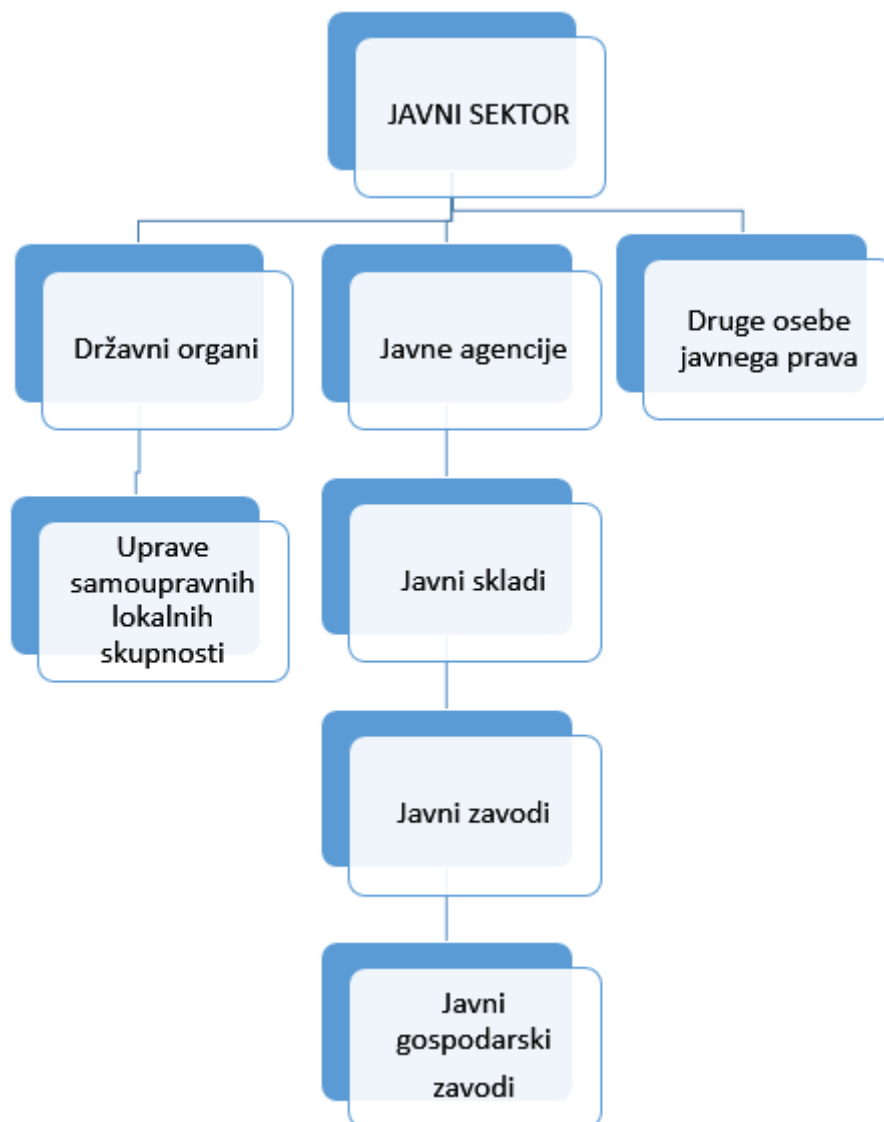 JAVNI SEKTOR
Državni organi
Javne agencije
Druge osebe
javnega prava
Uprave
samoupravnih
lokalnih
skupnosti
Javni skladi
Javni zavodi
Javni
gospodarski
zavodi